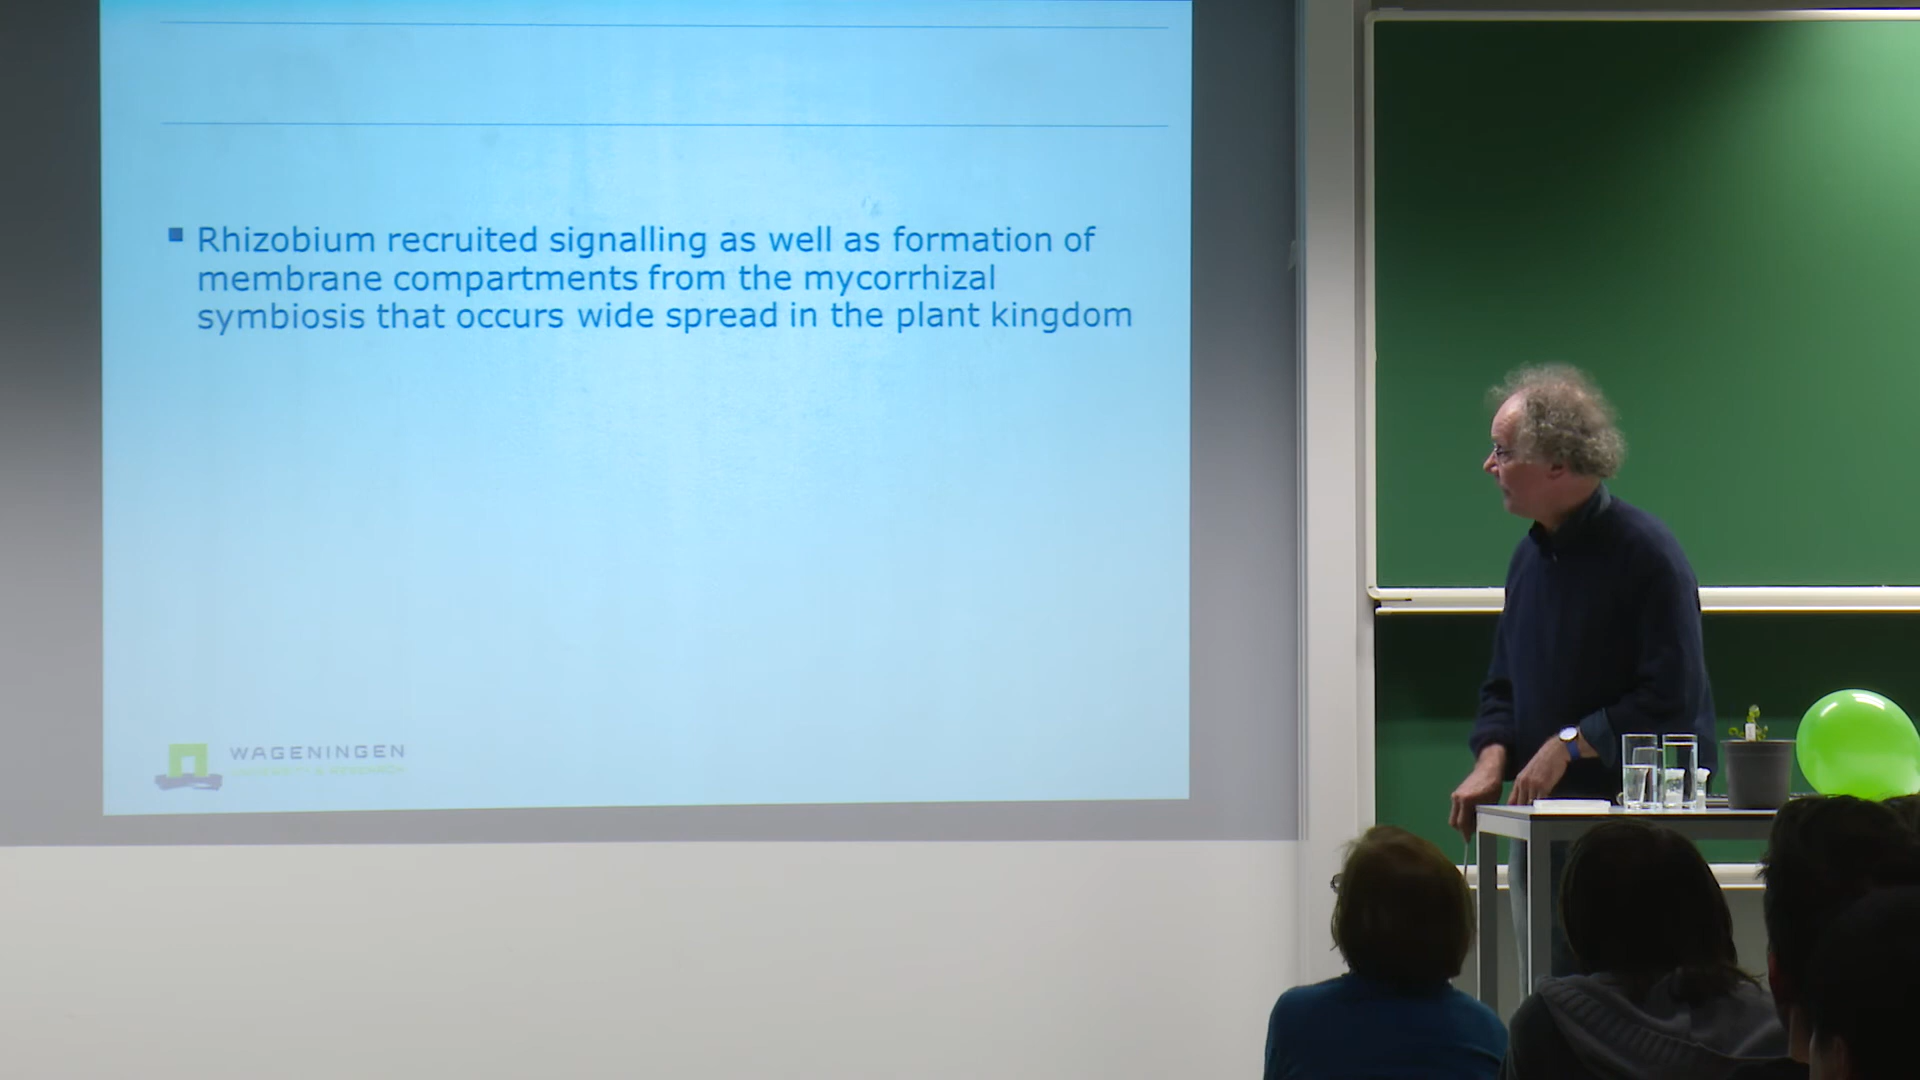 Rhizobium recruited signalling as well as formation of
membrane compartments from the mycorrhizal
symbiosis that occurs wide spread in the plant kingdom
WAGENINGEN